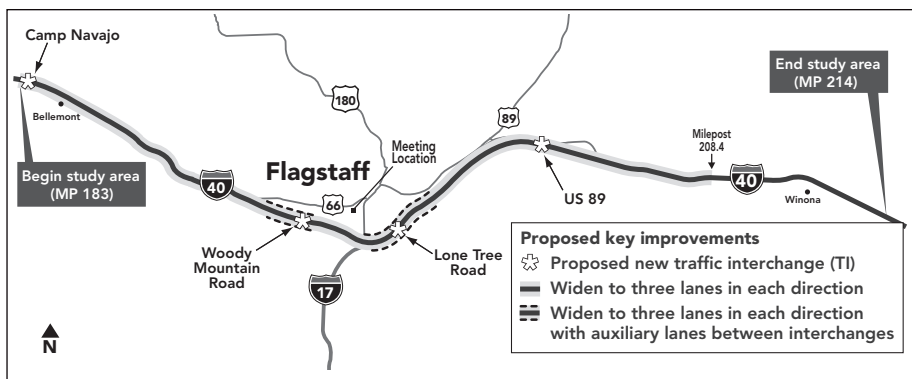 Camp Navajo
Bellemont
Begin study area
(MP 183)
40
180
Flagstaff
Meeting
Location
66
Woody
Mountain
Road
17
Lone Tree
Road
89
US 89
Milepost
208.4
40
Winona
End study area
(MP 214)
N
Proposed key improvements
Proposed new traffic interchange (TI)
Widen to three lanes in each direction
Widen to three lanes in each direction
with auxiliary lanes between interchanges